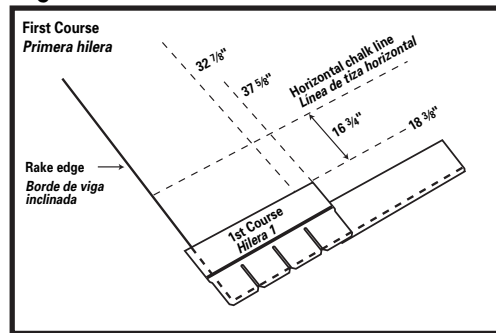 First Course
Primera hilera
32 7/8"
37 5/8"
Horizontal chalk line
Línea de tiza horizontal
16 3/4"
18 3/8"
Rake edge
Borde de viga
inclinada
1st Course
Hilera 1